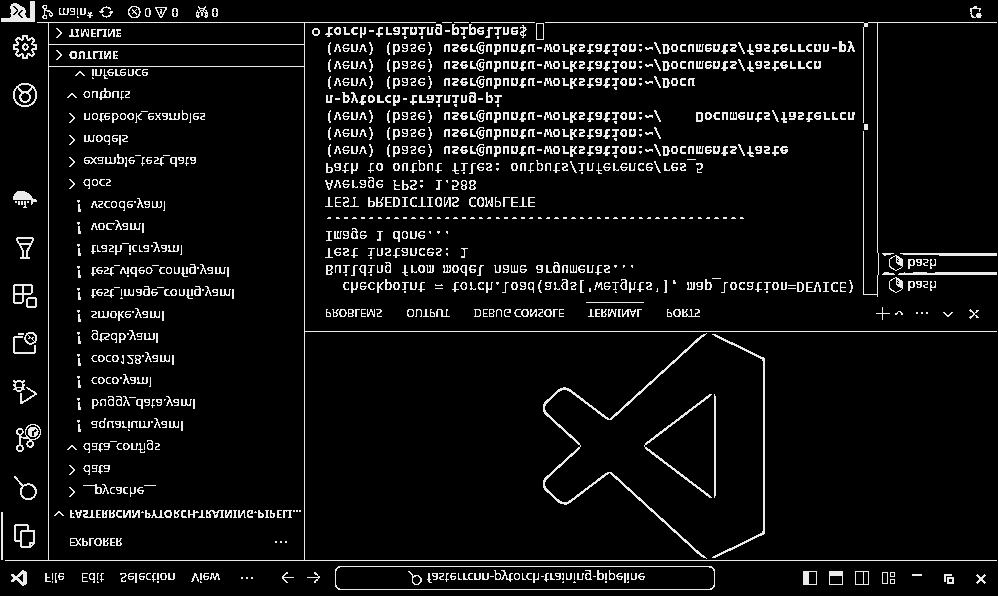 File Edit Selection View ... fasterrcnn-pytorch-training-pipeline
EXPLORER ...
FASTERRCNN-PYTORCH-TRAINING-PIPELI...
__pycache__
data
data_configs
! aquarium.yaml
! buggy_data.yaml
! coco.yaml
! coco128.yaml
! gtsdb.yaml
! smoke.yaml
! test_image_config.yaml
! test_video_config.yaml
! trash_icra.yaml
! voc.yaml
! vscode.yaml
docs
example_test_data
models
notebook_examples
outputs
inference
OUTLINE
TIMELINE
PROBLEMS OUTPUT DEBUG CONSOLE TERMINAL PORTS
checkpoint = torch.load(args['weights'], map_location=DEVICE)
Building from model name arguments...
Test instances: 1
Image 1 done...
--------------------------------------------------
TEST PREDICTIONS COMPLETE
Average FPS: 1.588
Path to output files: outputs/inference/res_5
(venv) (base) user@ubuntu-workstation:~/Documents/faste
(venv) (base) user@ubuntu-workstation:~/
(venv) (base) user@ubuntu-workstation:~/ Documents/fasterrcn
n-pytorch-training-pi
(venv) (base) user@ubuntu-workstation:~/Docu
(venv) (base) user@ubuntu-workstation:~/Documents/fasterrcn
(venv) (base) user@ubuntu-workstation:~/Documents/fasterrcnn-py
torch-training-pipeline$
bash
bash
main* 0 0 0